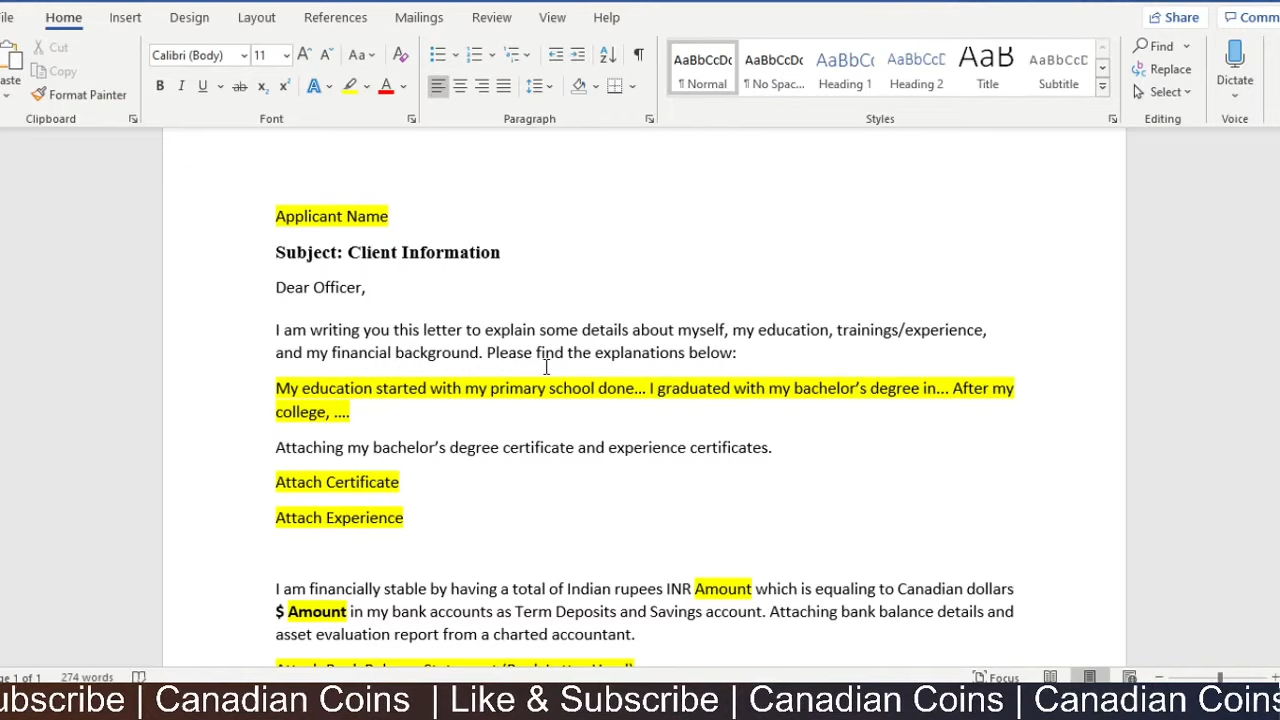 File Home Insert Design Layout References Mailings Review View Help Share Comm
Cut
Copy
Format Painter
Clipboard
Calibri (Body) 11
Font
Paragraph
AaBbCcDc AaBbCcDc AaBbCc AaBbCcD AaB AaBbCcD
¶ Normal ¶ No Spac... Heading 1 Heading 2 Title Subtitle
Styles
Find
Replace
Select
Editing
Dictate
Voice
Applicant Name
Subject: Client Information
Dear Officer,
I am writing you this letter to explain some details about myself, my education, trainings/experience,
and my financial background. Please find the explanations below:
My education started with my primary school done... I graduated with my bachelor’s degree in... After my
college, ....
Attaching my bachelor’s degree certificate and experience certificates.
Attach Certificate
Attach Experience
I am financially stable by having a total of Indian rupees INR Amount which is equaling to Canadian dollars
$ Amount in my bank accounts as Term Deposits and Savings account. Attaching bank balance details and
asset evaluation report from a charted accountant.
ge 1 of 1 274 words Focus
ubscribe | Canadian Coins | Like & Subscribe | Canadian Coins | Canadian Coins